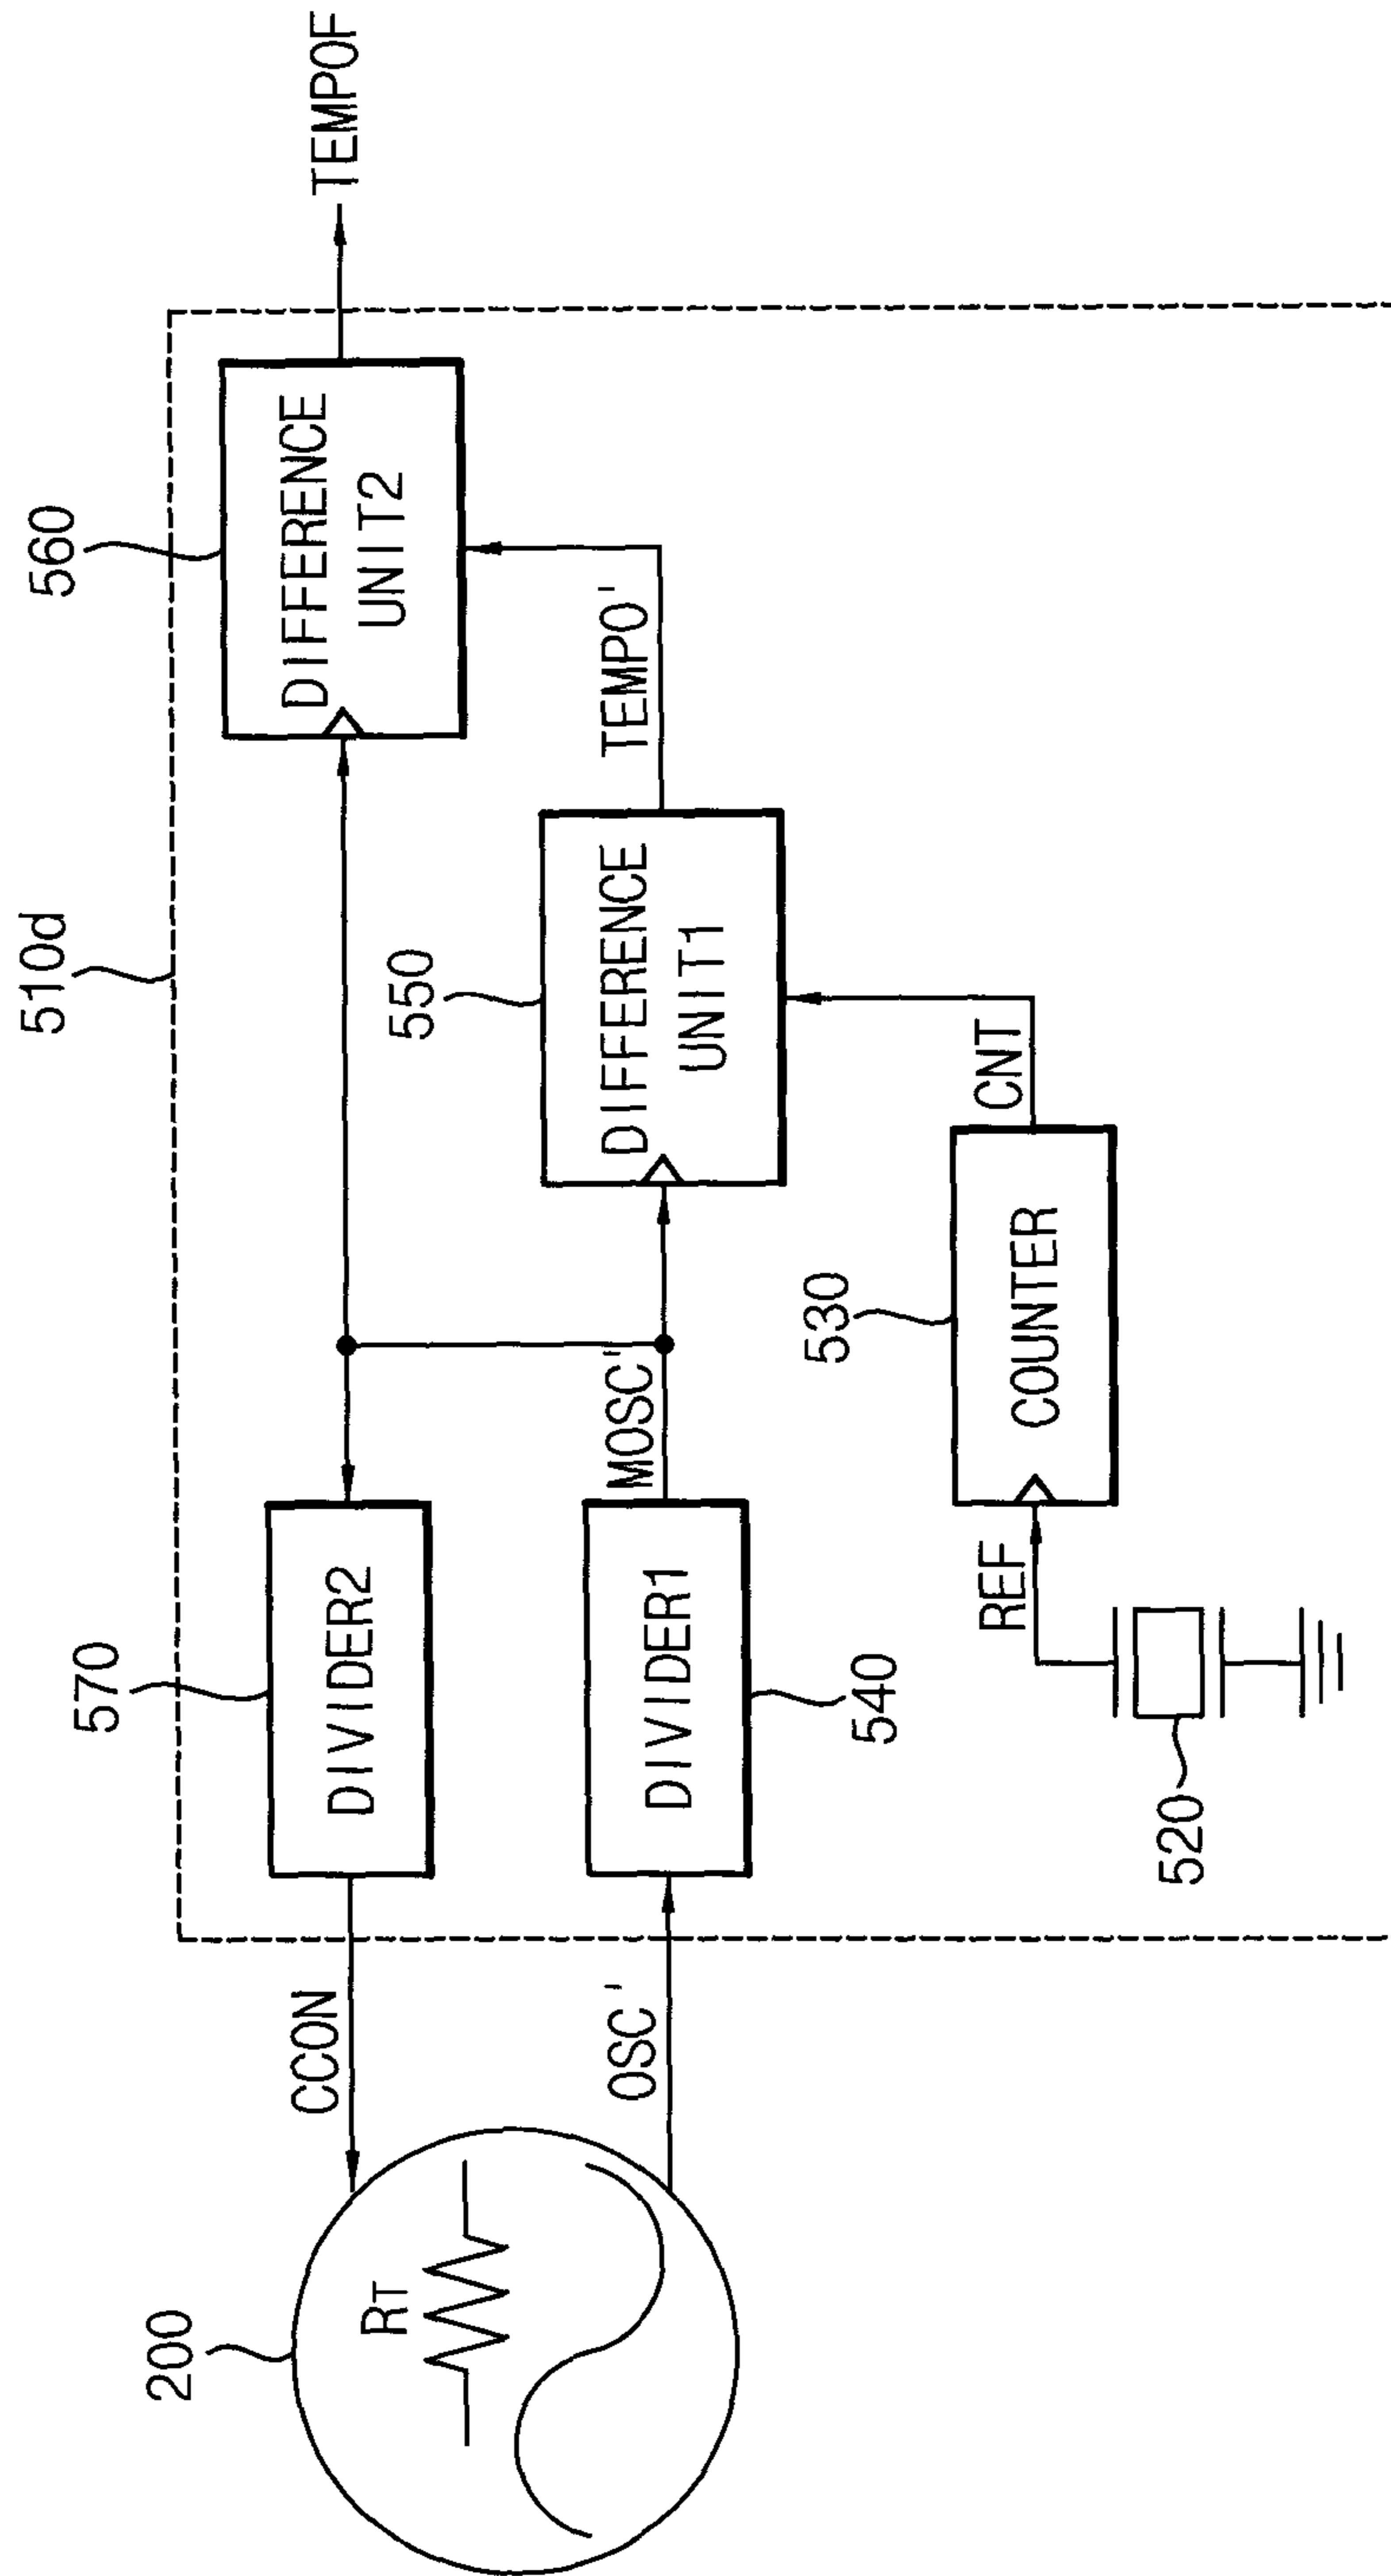 510d
560
570
DIVIDER2
DIFFERENCE
UNIT2
TEMPOF
CCON
550
200
RT
DIFFERENCE
UNIT1
TEMPO'
OSC'
DIVIDER1
MOSC'
540
530
COUNTER
CNT
REF
520